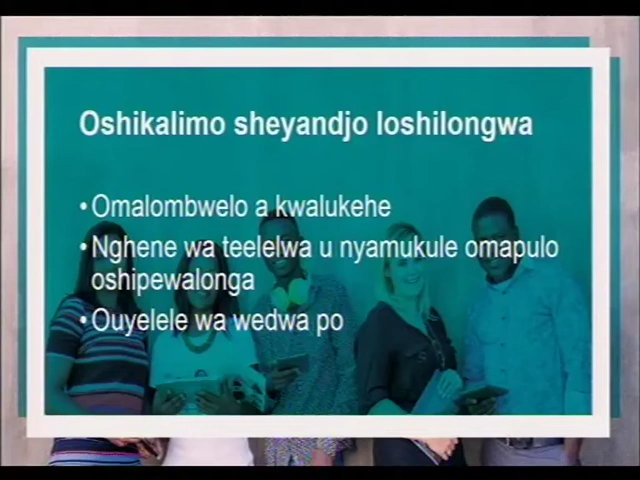 Oshikalimo sheyandjo loshilongwa
• Omalombwelo a kwalukehe
• Nghene wa teelelwa u nyamukule omapulo
oshipewalonga
• Ouyelele wa wedwa po